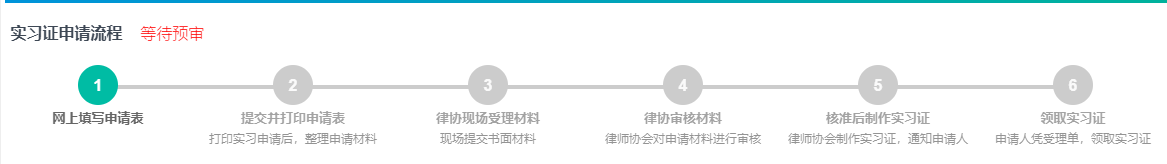 实习证申请流程 等待预审
1 2 3 4 5 6
网上填写申请表 提交并打印申请表 律协现场受理材料 律协审核材料 核准后制作实习证 领取实习证
打印实习申请后，整理申请材料 现场提交书面材料 律师协会对申请材料进行审核 律师协会制作实习证，通知申请人 申请人凭受理单，领取实习证